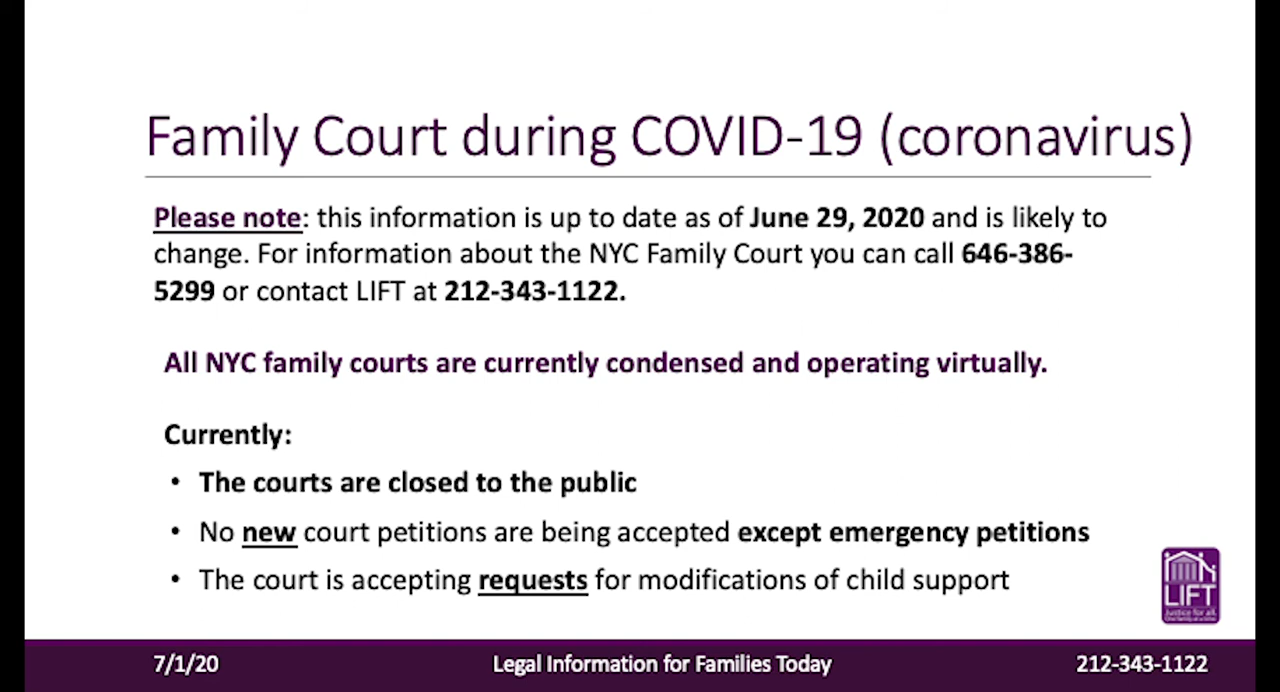 Family Court during COVID-19 (coronavirus)
Please note: this information is up to date as of June 29, 2020 and is likely to
change. For information about the NYC Family Court you can call 646-386-
5299 or contact LIFT at 212-343-1122.
All NYC family courts are currently condensed and operating virtually.
Currently:
• The courts are closed to the public
• No new court petitions are being accepted except emergency petitions
• The court is accepting requests for modifications of child support
LIFT
Justice for all.
7/1/20 Legal Information for Families Today 212-343-1122